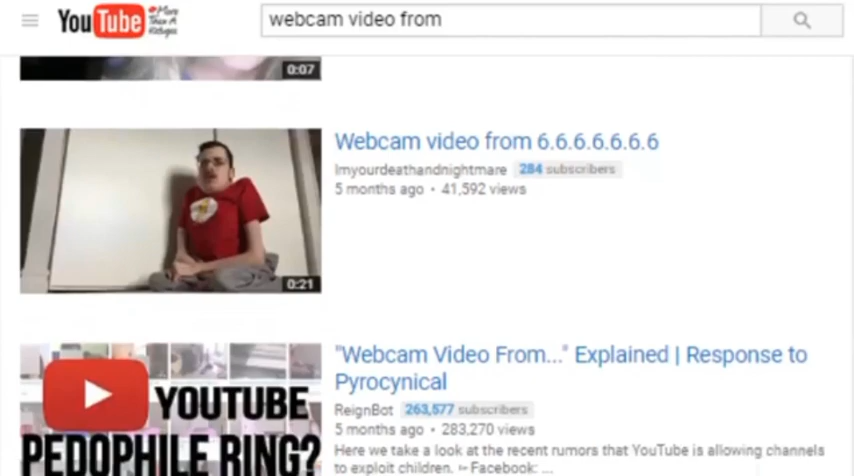 YouTube More Than A Refugee
webcam video from
0:07
Webcam video from 6.6.6.6.6.6.6
Imyourdeathandnightmare 284 subscribers
5 months ago • 41,592 views
0:21
"Webcam Video From..." Explained | Response to
Pyrocynical
ReignBot 263,577 subscribers
5 months ago • 283,270 views
Here we take a look at the recent rumors that YouTube is allowing channels
to exploit children. ⊨ Facebook: ...
YOUTUBE
PEDOPHILE RING?